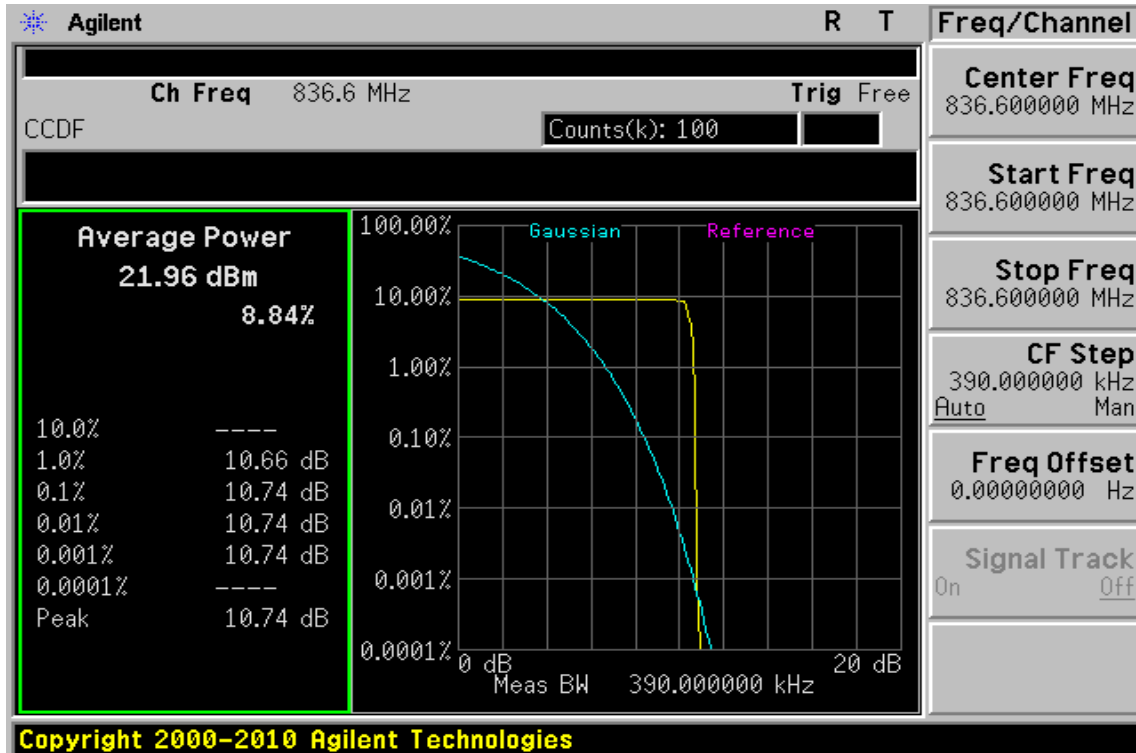 Agilent R T
Ch Freq 836.6 MHz Trig Free
CCDF Counts(k): 100
Average Power
21.96 dBm
8.84%
10.0% ----
1.0% 10.66 dB
0.1% 10.74 dB
0.01% 10.74 dB
0.001% 10.74 dB
0.0001% ----
Peak 10.74 dB
Gaussian Reference
100.00%
10.00%
1.00%
0.10%
0.01%
0.001%
0.0001%
0 dB 20 dB
Meas BW 390.000000 kHz
Freq/Channel
Center Freq
836.600000 MHz
Start Freq
836.600000 MHz
Stop Freq
836.600000 MHz
CF Step
390.000000 kHz
Auto Man
Freq Offset
0.00000000 Hz
Signal Track
On Off
Copyright 2000-2010 Agilent Technologies